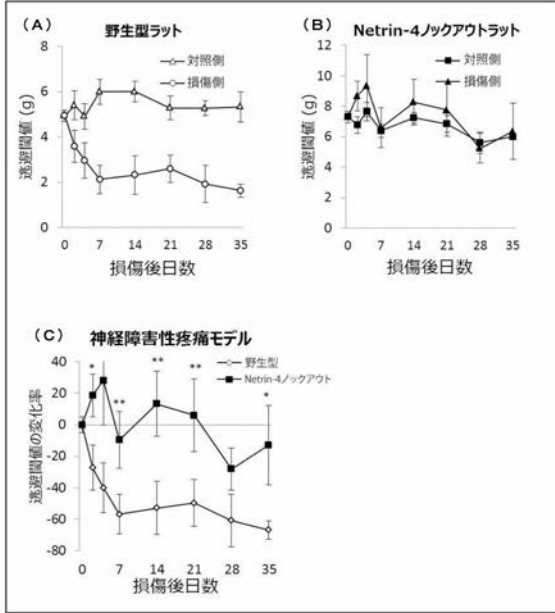 (A)
野生型ラット
対照側
損傷側
逃避閾値 (g)
8
6
4
2
0
0 7 14 21 28 35
損傷後日数
(B)
Netrin-4ノックアウトラット
対照側
損傷側
逃避閾値 (g)
12
10
8
6
4
2
0
0 7 14 21 28 35
損傷後日数
(C)
神経障害性疼痛モデル
野生型
Netrin-4ノックアウト
逃避閾値の変化率
40
20
0
-20
-40
-60
-80
* ** ** ** *
0 7 14 21 28 35
損傷後日数